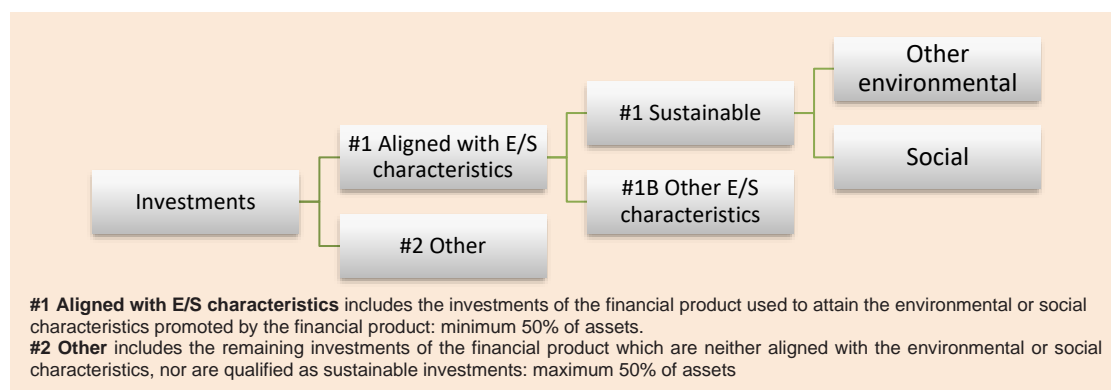 Other
environmental
#1 Sustainable
#1 Aligned with E/S
characteristics
Social
Investments
#1B Other E/S
characteristics
#2 Other
#1 Aligned with E/S characteristics includes the investments of the financial product used to attain the environmental or social
characteristics promoted by the financial product: minimum 50% of assets.
#2 Other includes the remaining investments of the financial product which are neither aligned with the environmental or social
characteristics, nor are qualified as sustainable investments: maximum 50% of assets